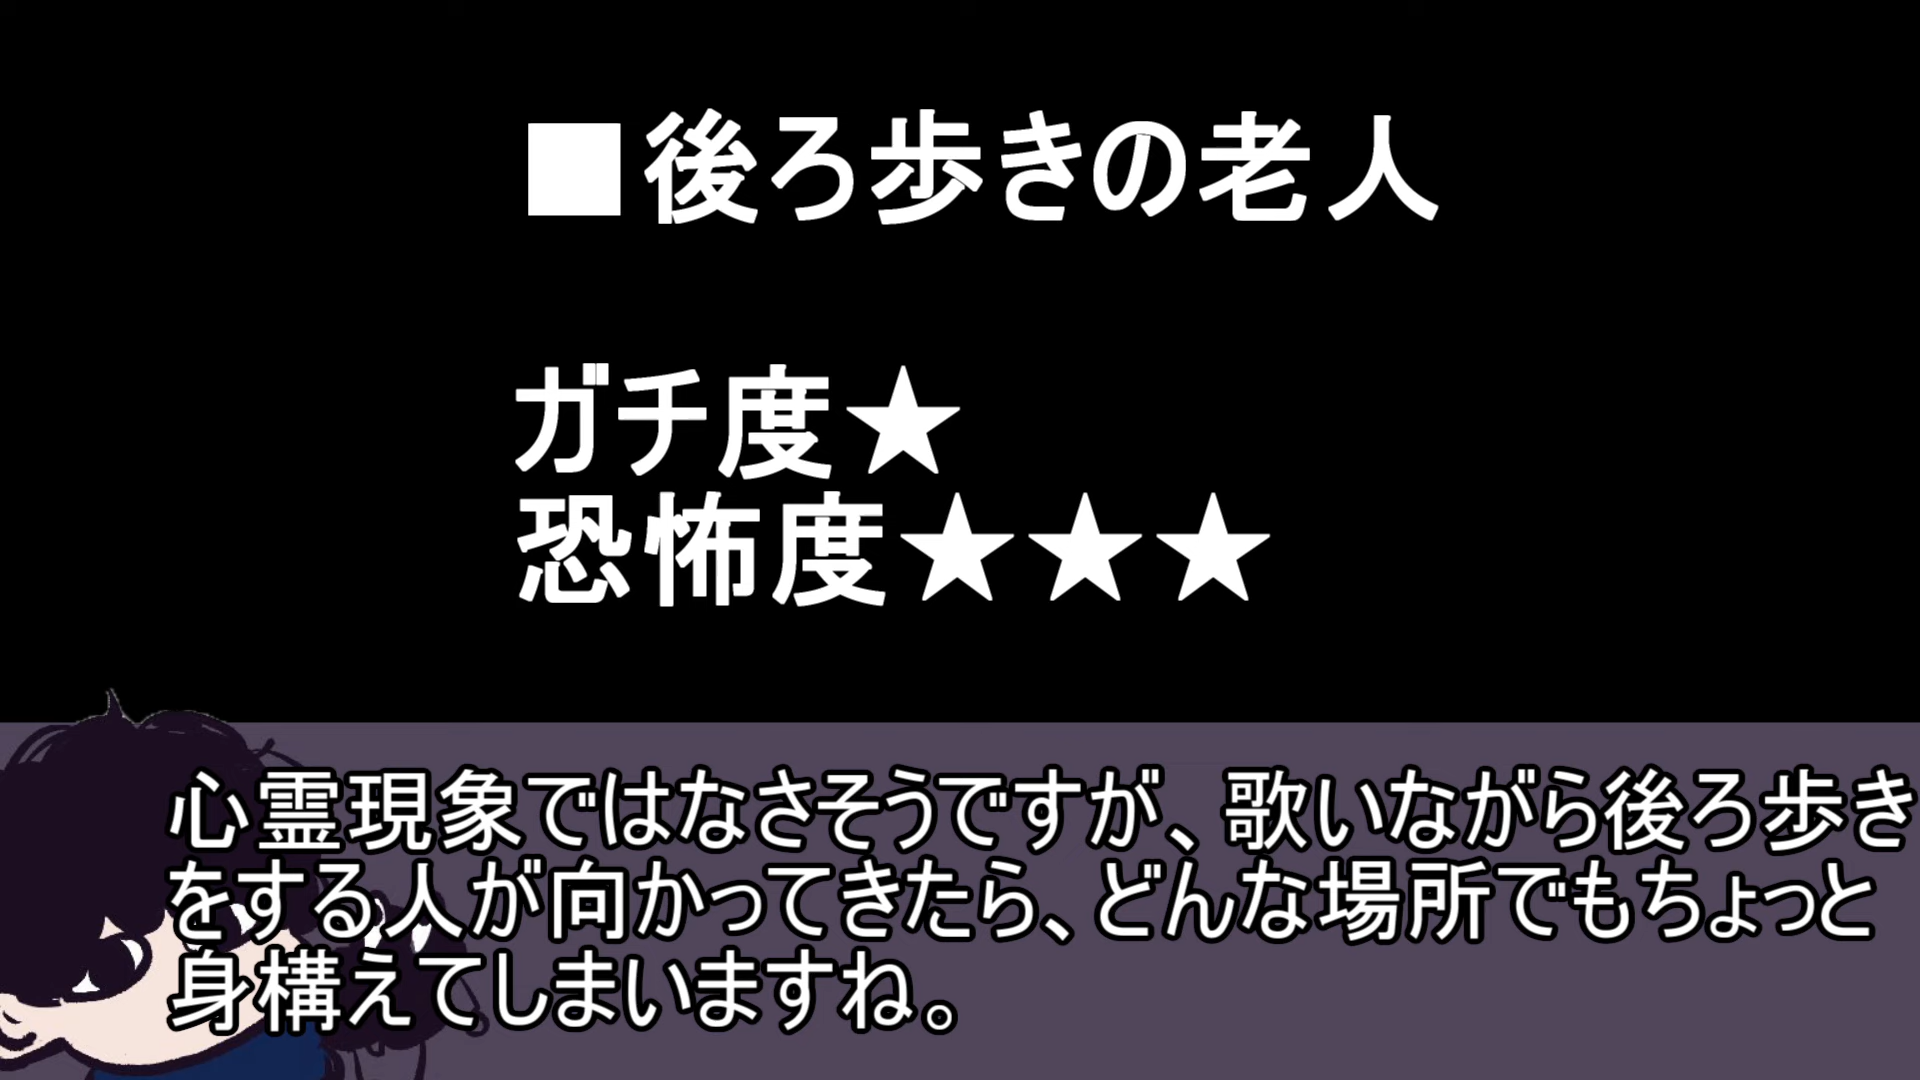 ■後ろ歩きの老人
ガチ度★
恐怖度★★★
心霊現象ではなさそうですが、歌いながら後ろ歩き
をする人が向かってきたら、どんな場所でもちょっと
身構えてしまいますね。